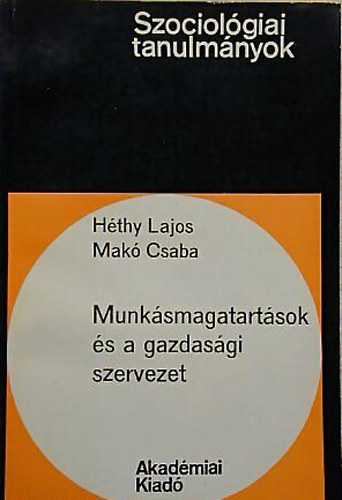 Szociológiai
tanulmányok
Héthy Lajos
Makó Csaba
Munkásmagatartások
és a gazdasági
szervezet
Akadémiai
Kiadó